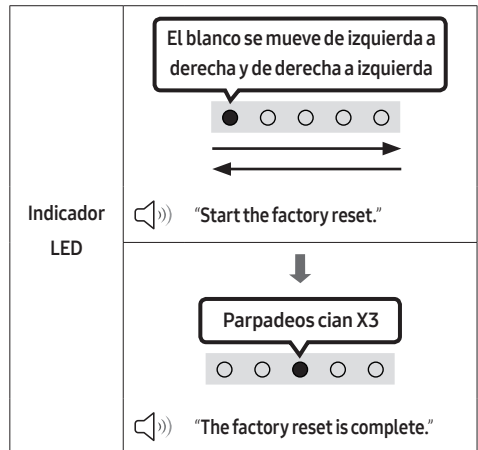 El blanco se mueve de izquierda a
derecha y de derecha a izquierda
Indicador
LED
“Start the factory reset.”
Parpadeos cian X3
“The factory reset is complete.”